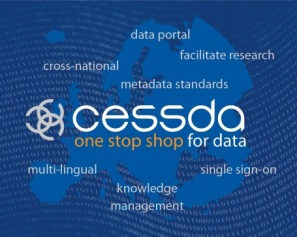 data portal
facilitate research
cross-national
metadata standards
cessda
one stop shop for data
multi-lingual
single sign-on
knowledge
management